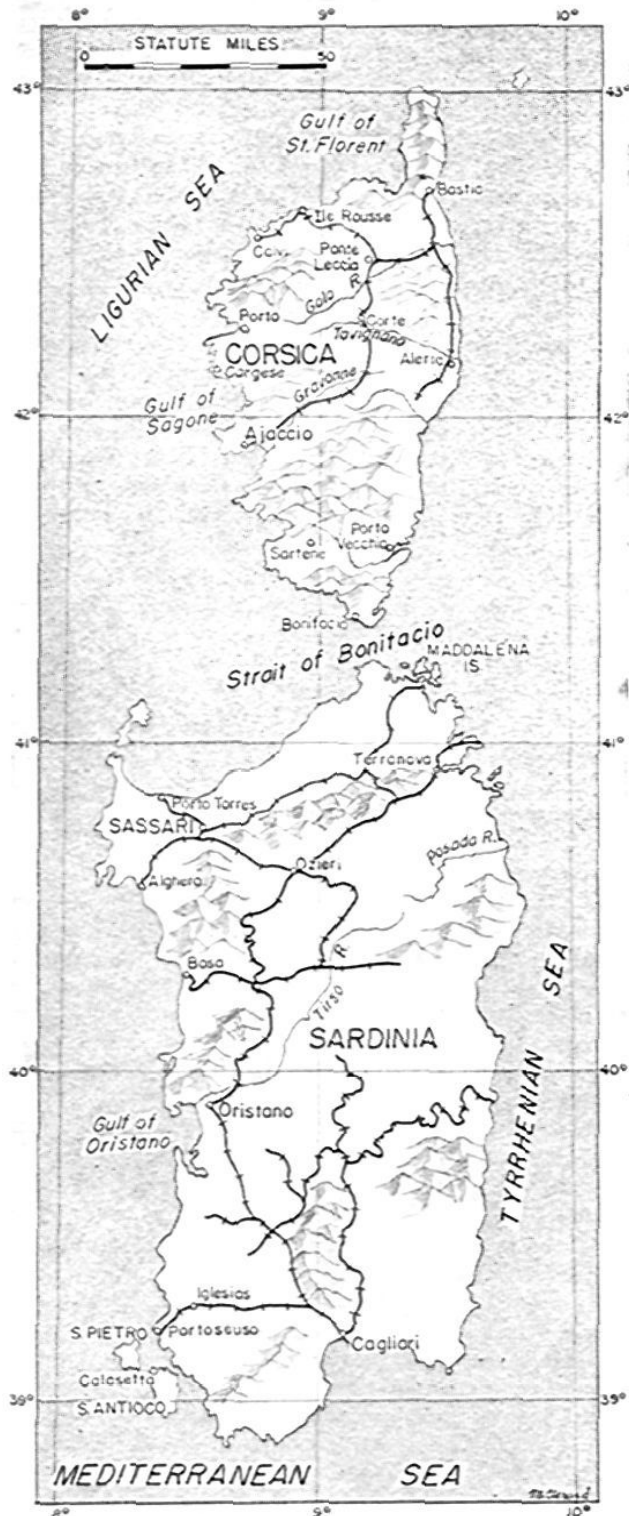 8° 9° 10°
STATUTE MILES
0 50
43° 43°
Gulf of
St. Florent
LIGURIAN SEA
Bastia
Ile Rousse
Calvi
Ponte
Leccia
Golo R.
Porto
Corte
Tavignano
CORSICA
Aleria
Cargese
Gravonne
42° 42°
Gulf of
Sagone
Ajaccio
Porto
Vecchio
Sartene
Bonifacio
Strait of Bonifacio
MADDALENA
IS.
41° 41°
Terranova
Porto Torres
SASSARI
Posada R.
Ozieri
Alghero
Bosa
Tirso R.
SARDINIA
TYRRHENIAN SEA
40° 40°
Oristano
Gulf of
Oristano
Iglesias
S. PIETRO
Portossuso
Cagliari
Calasetta
39° 39°
S. ANTIOCO
MEDITERRANEAN SEA
8° 9° 10°